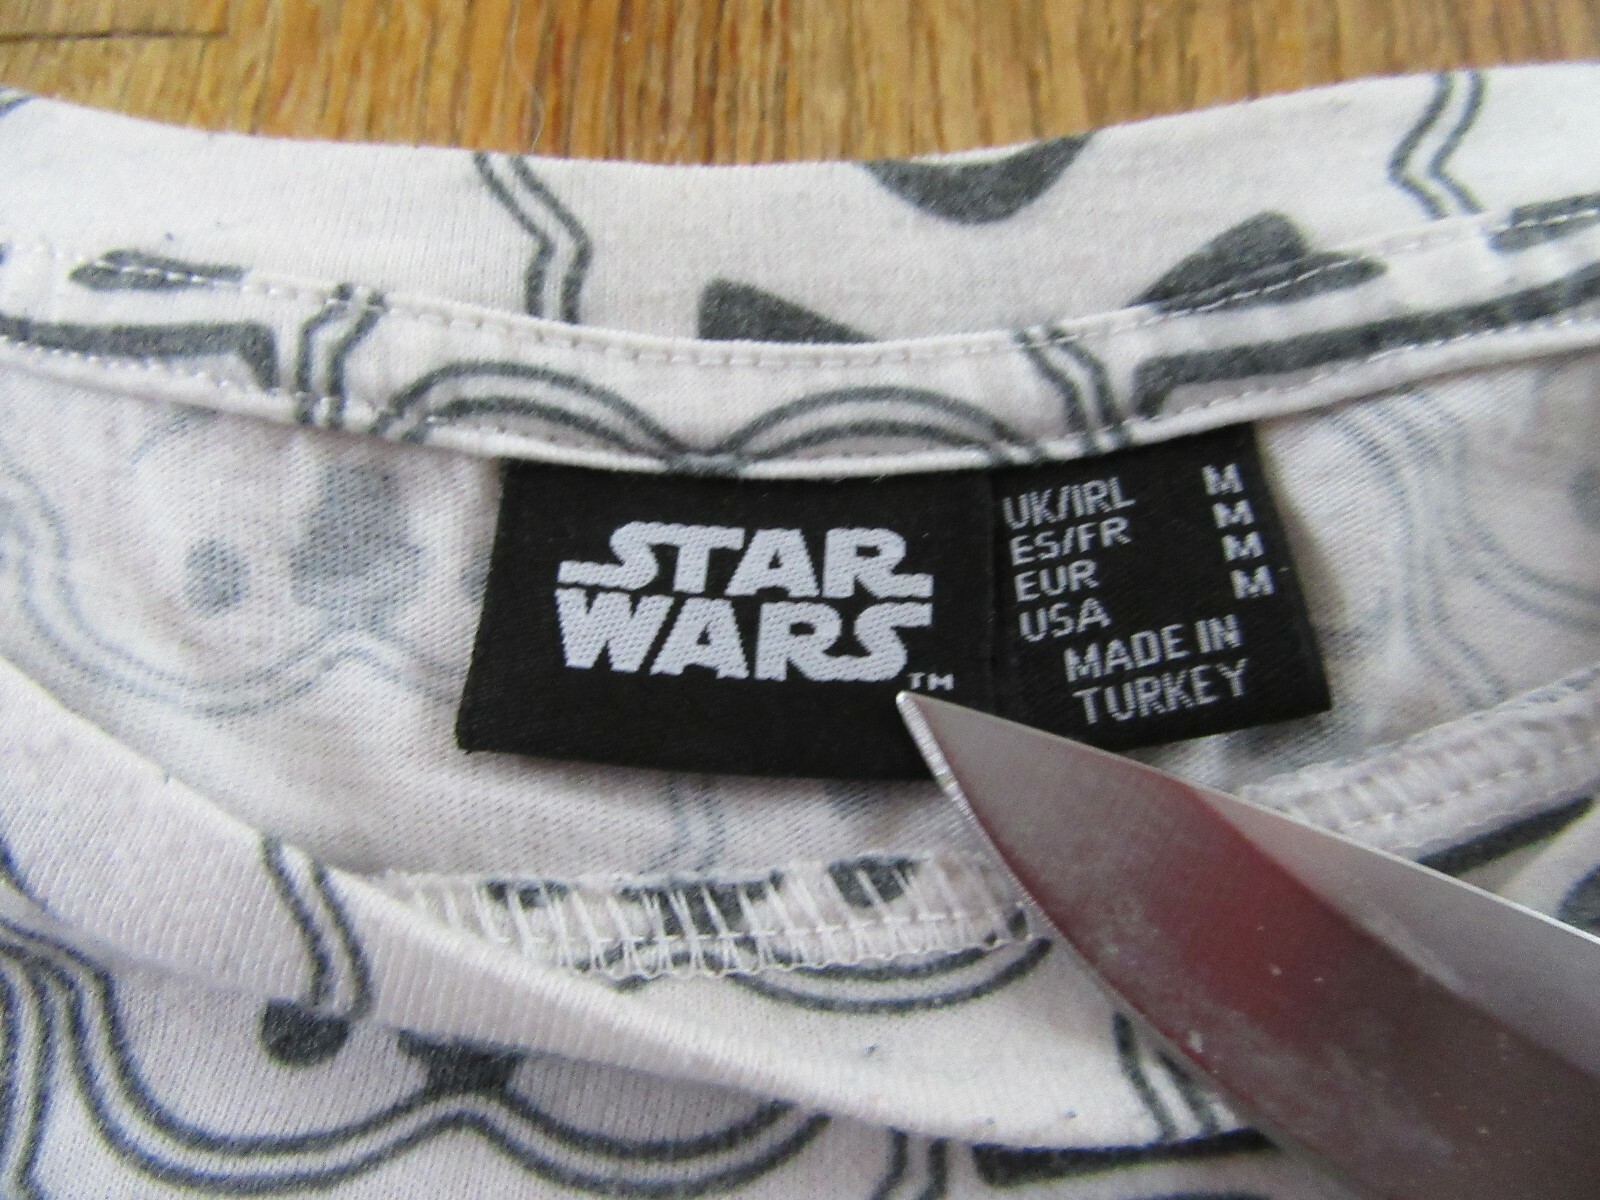 STAR
WARS
TM
UK/IRL M
ES/FR M
EUR M
USA M
MADE IN
TURKEY